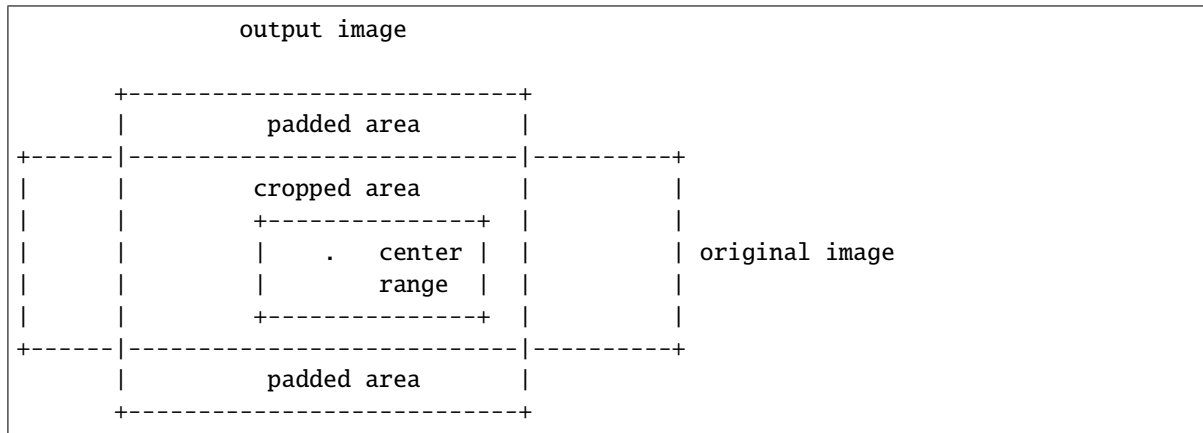 output image
padded area
cropped area
. center
original image
range
padded area